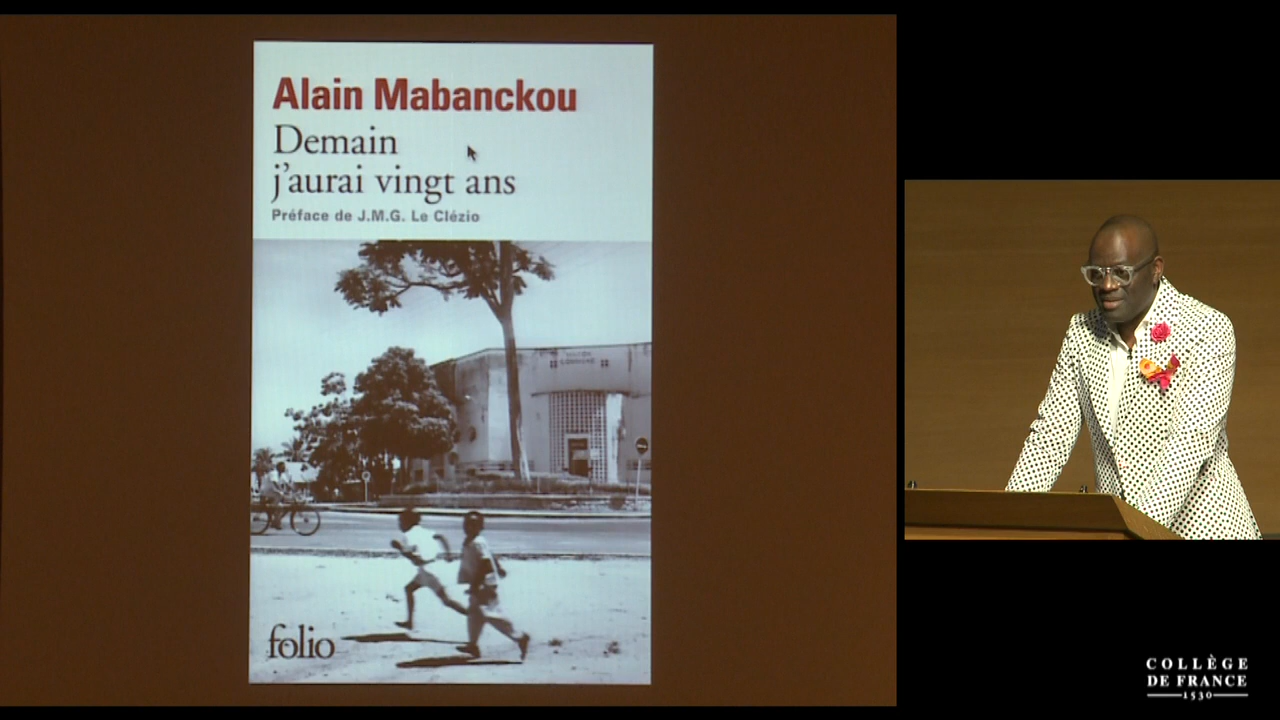 Alain Mabanckou
Demain
j'aurai vingt ans
Préface de J.M.G. Le Clézio
folio
COLLÈGE
DE FRANCE
1530